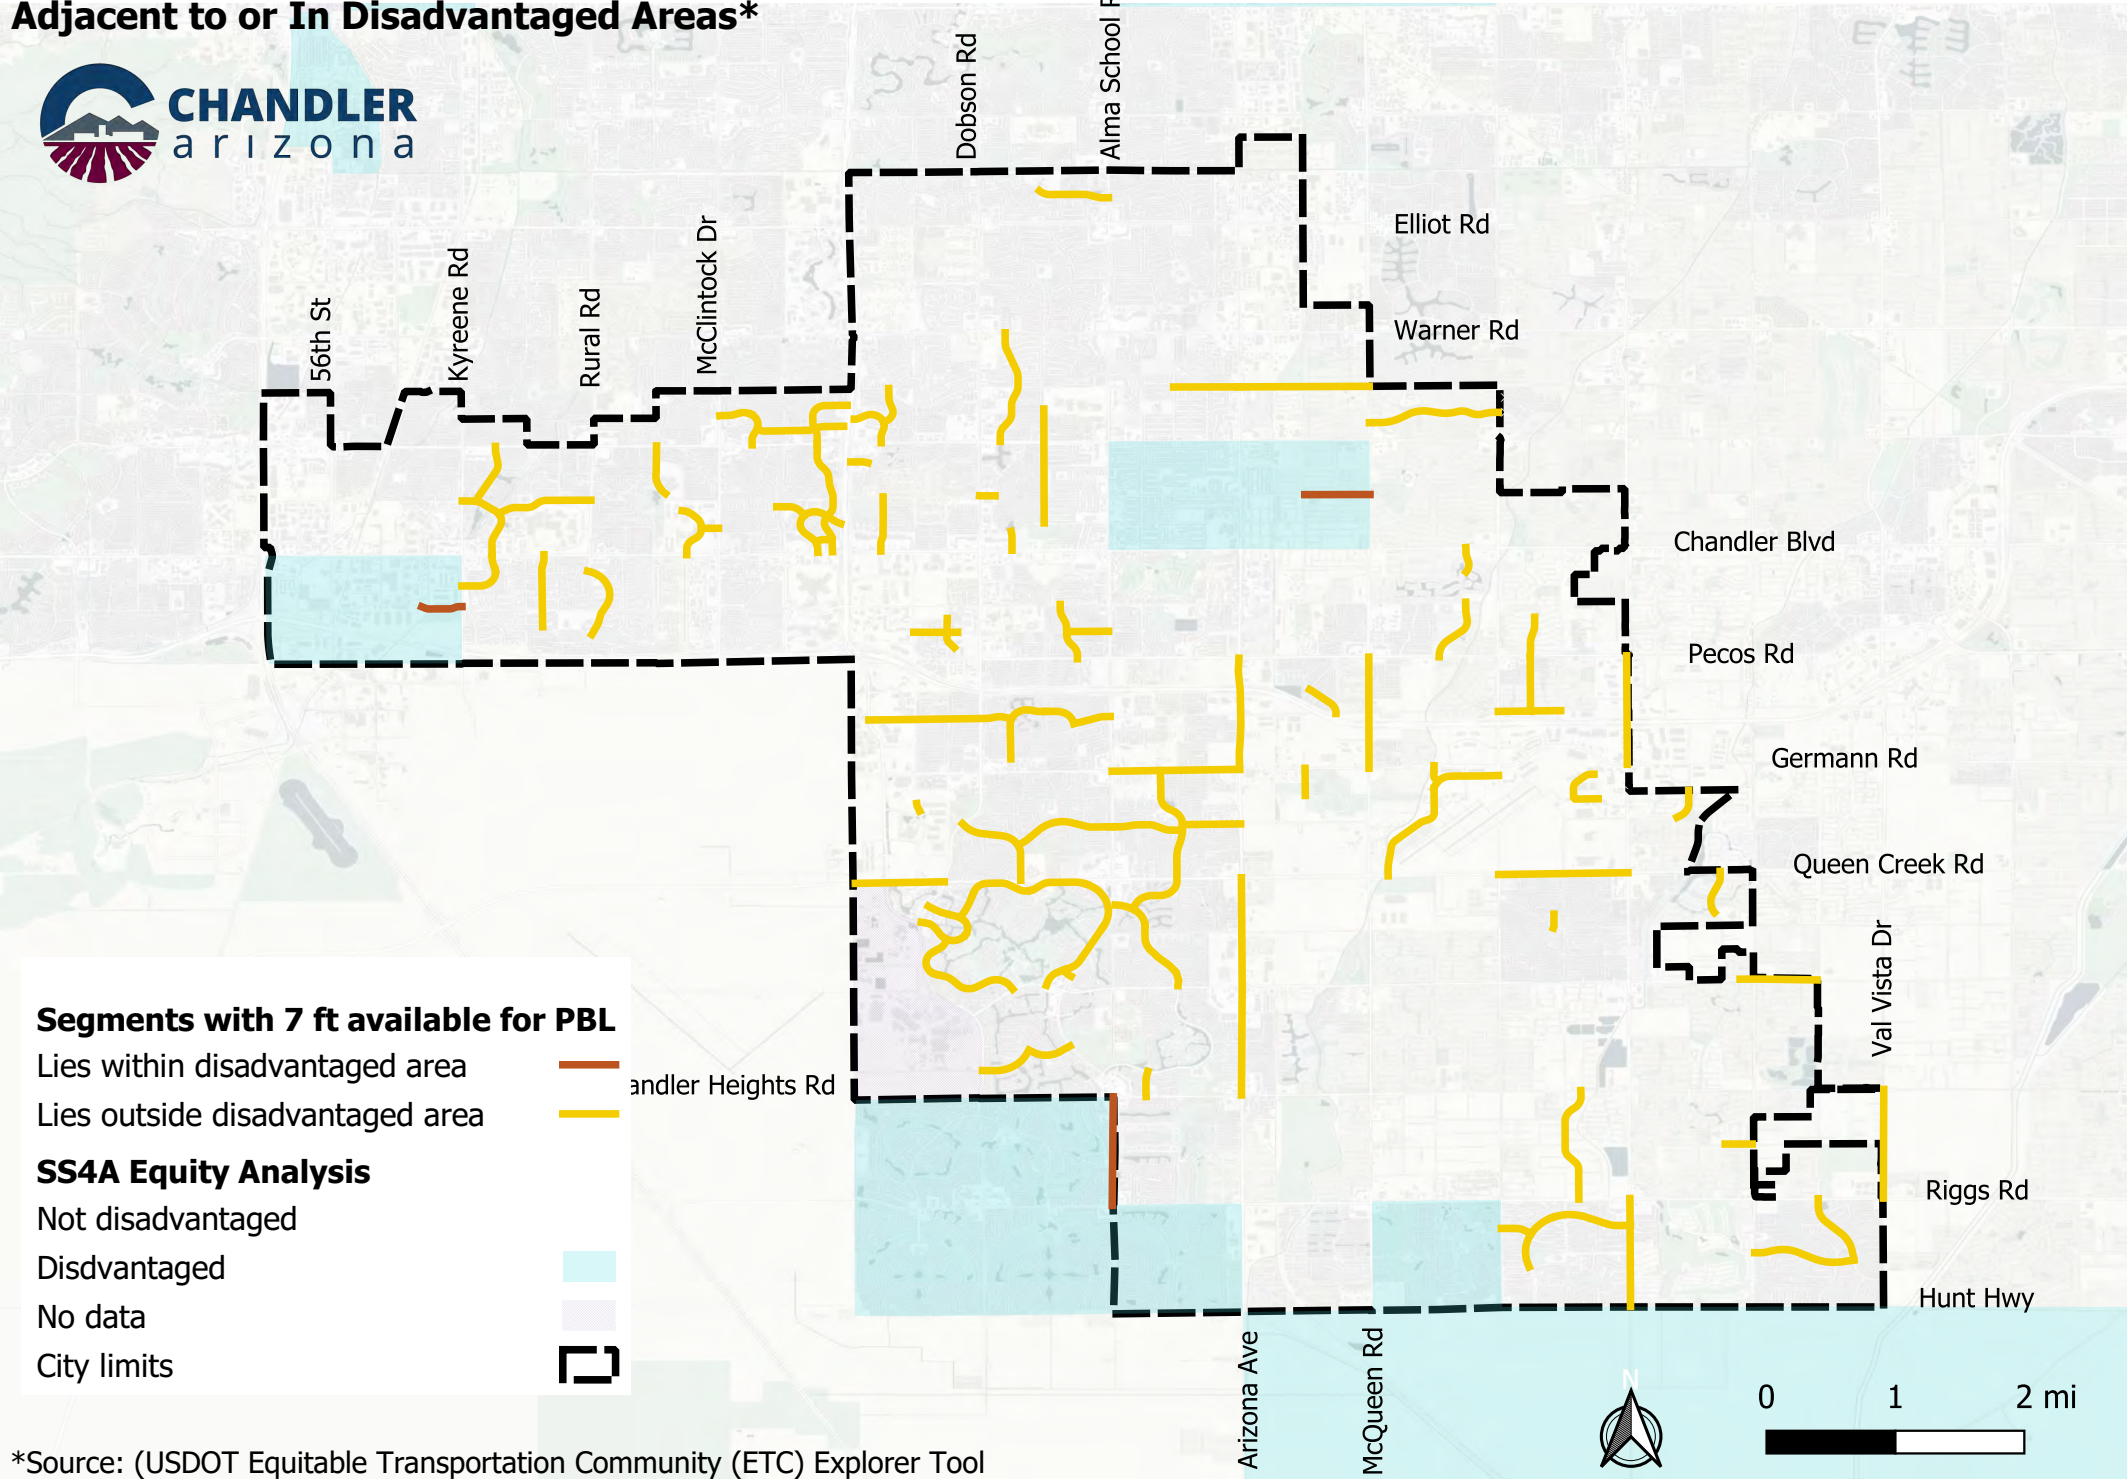 Adjacent to or In Disadvantaged Areas*
CHANDLER
arizona
Dobson Rd
Alma School
56th St
Kyreene Rd
Rural Rd
McClintock Dr
Elliot Rd
Warner Rd
Chandler Blvd
Pecos Rd
Germann Rd
Queen Creek Rd
Val Vista Dr
andler Heights Rd
Riggs Rd
Hunt Hwy
Arizona Ave
McQueen Rd
Segments with 7 ft available for PBL
Lies within disadvantaged area
Lies outside disadvantaged area
SS4A Equity Analysis
Not disadvantaged
Disdvantaged
No data
City limits
N
0 1 2 mi
*Source: (USDOT Equitable Transportation Community (ETC) Explorer Tool